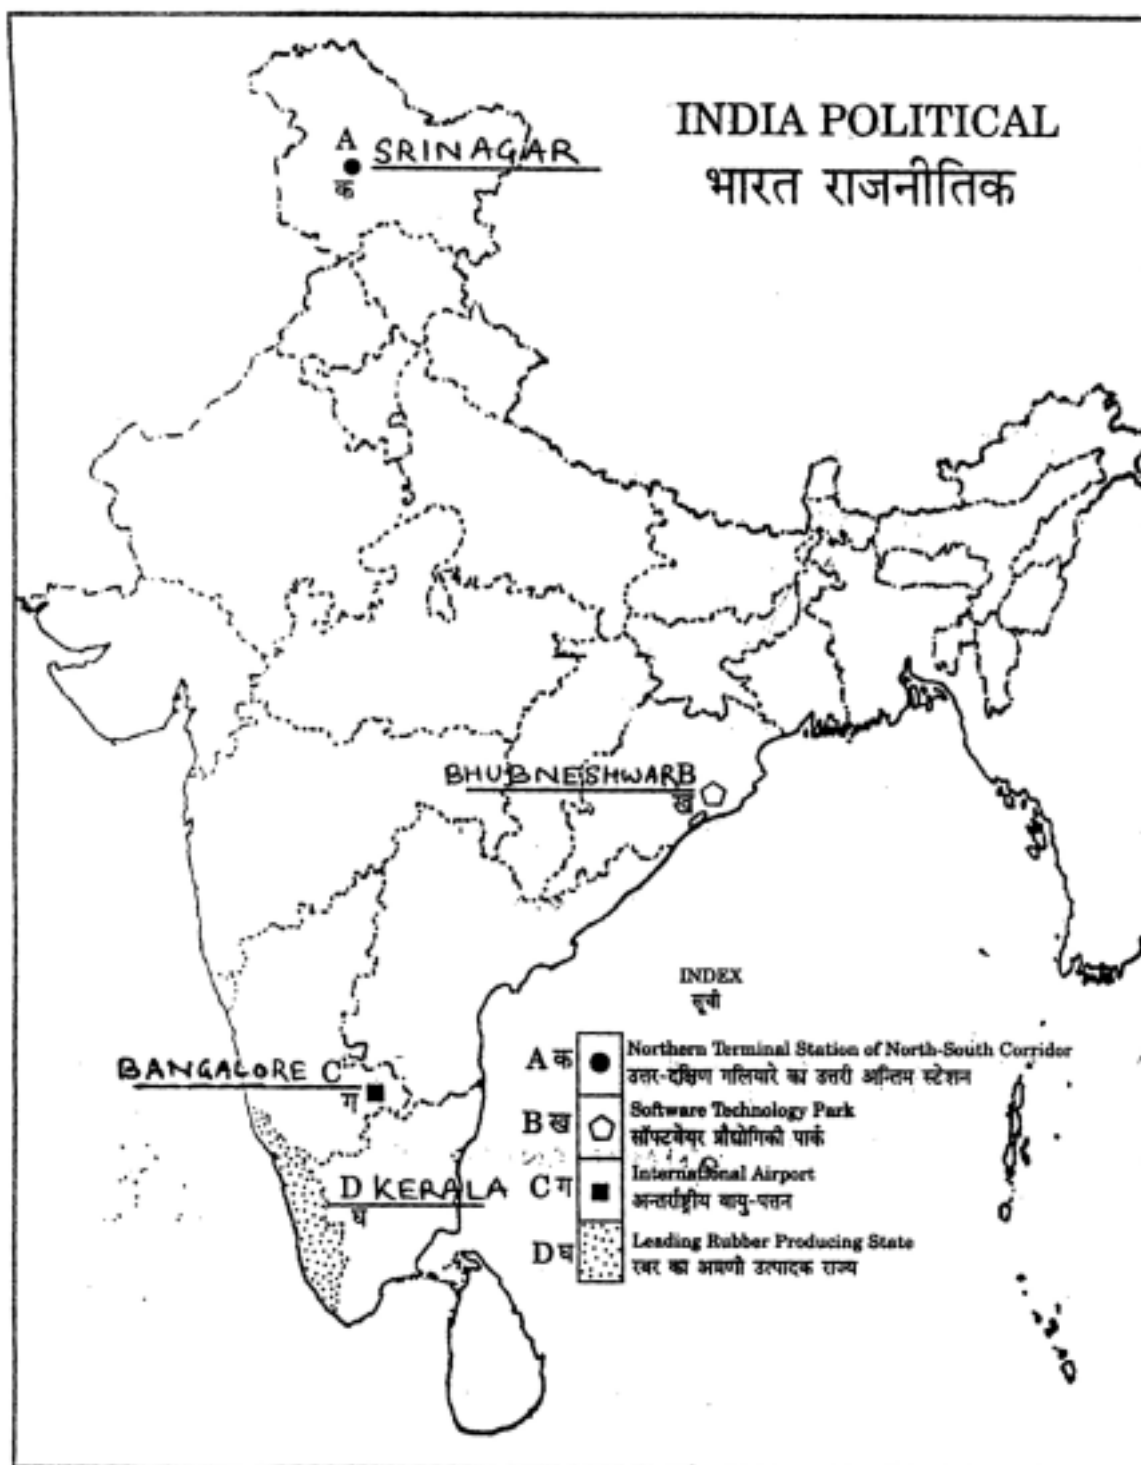 INDIA POLITICAL
भारत राजनीतिक
A
SRINAGAR
क
BHUBNESHWAR B
ख
INDEX
सूची
A क Northern Terminal Station of North-South Corridor
उत्तर-दक्षिण गलियारे का उत्तरी अन्तिम स्टेशन
B ख Software Technology Park
सॉफ्टवेयर प्रौद्योगिकी पार्क
C ग International Airport
अन्तर्राष्ट्रीय वायु-पत्तन
D घ Leading Rubber Producing State
रबर का अग्रणी उत्पादक राज्य
BANGALORE C
ग
D KERALA
घ